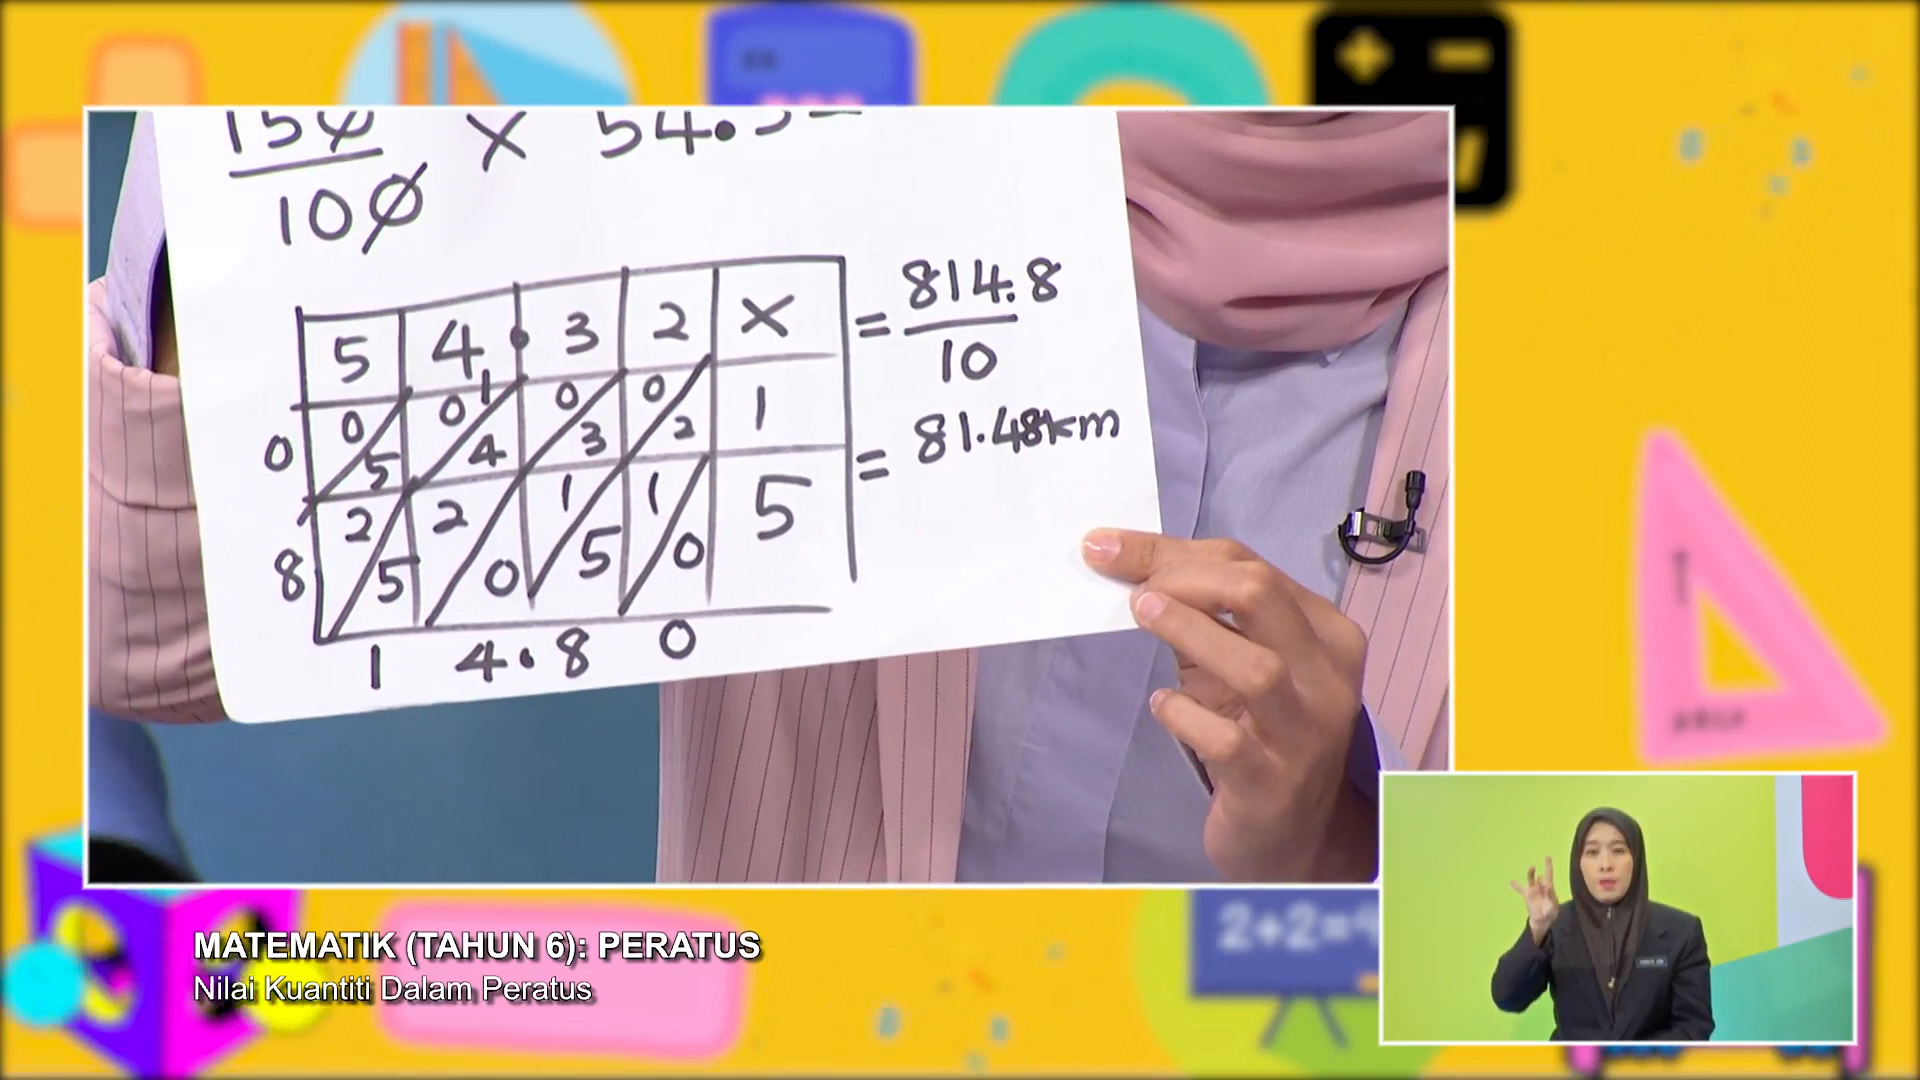 150 × 54.32
100
5 4 . 3 2 ×
1
0 0 0 0 1
0 5 4 3 2
2 2 1 1 5
8 5 0 5 0
1 4 . 8 0
= 814.8
10
= 81.48km
2+2=4
MATEMATIK (TAHUN 6): PERATUS
Nilai Kuantiti Dalam Peratus